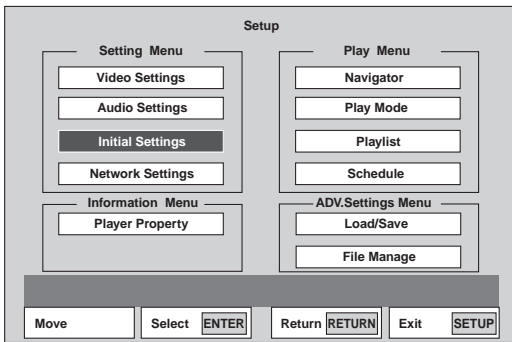 Setup
Setting Menu
Video Settings
Audio Settings
Initial Settings
Network Settings
Information Menu
Player Property
Play Menu
Navigator
Play Mode
Playlist
Schedule
ADV.Settings Menu
Load/Save
File Manage
Move
Select ENTER
Return RETURN
Exit SETUP